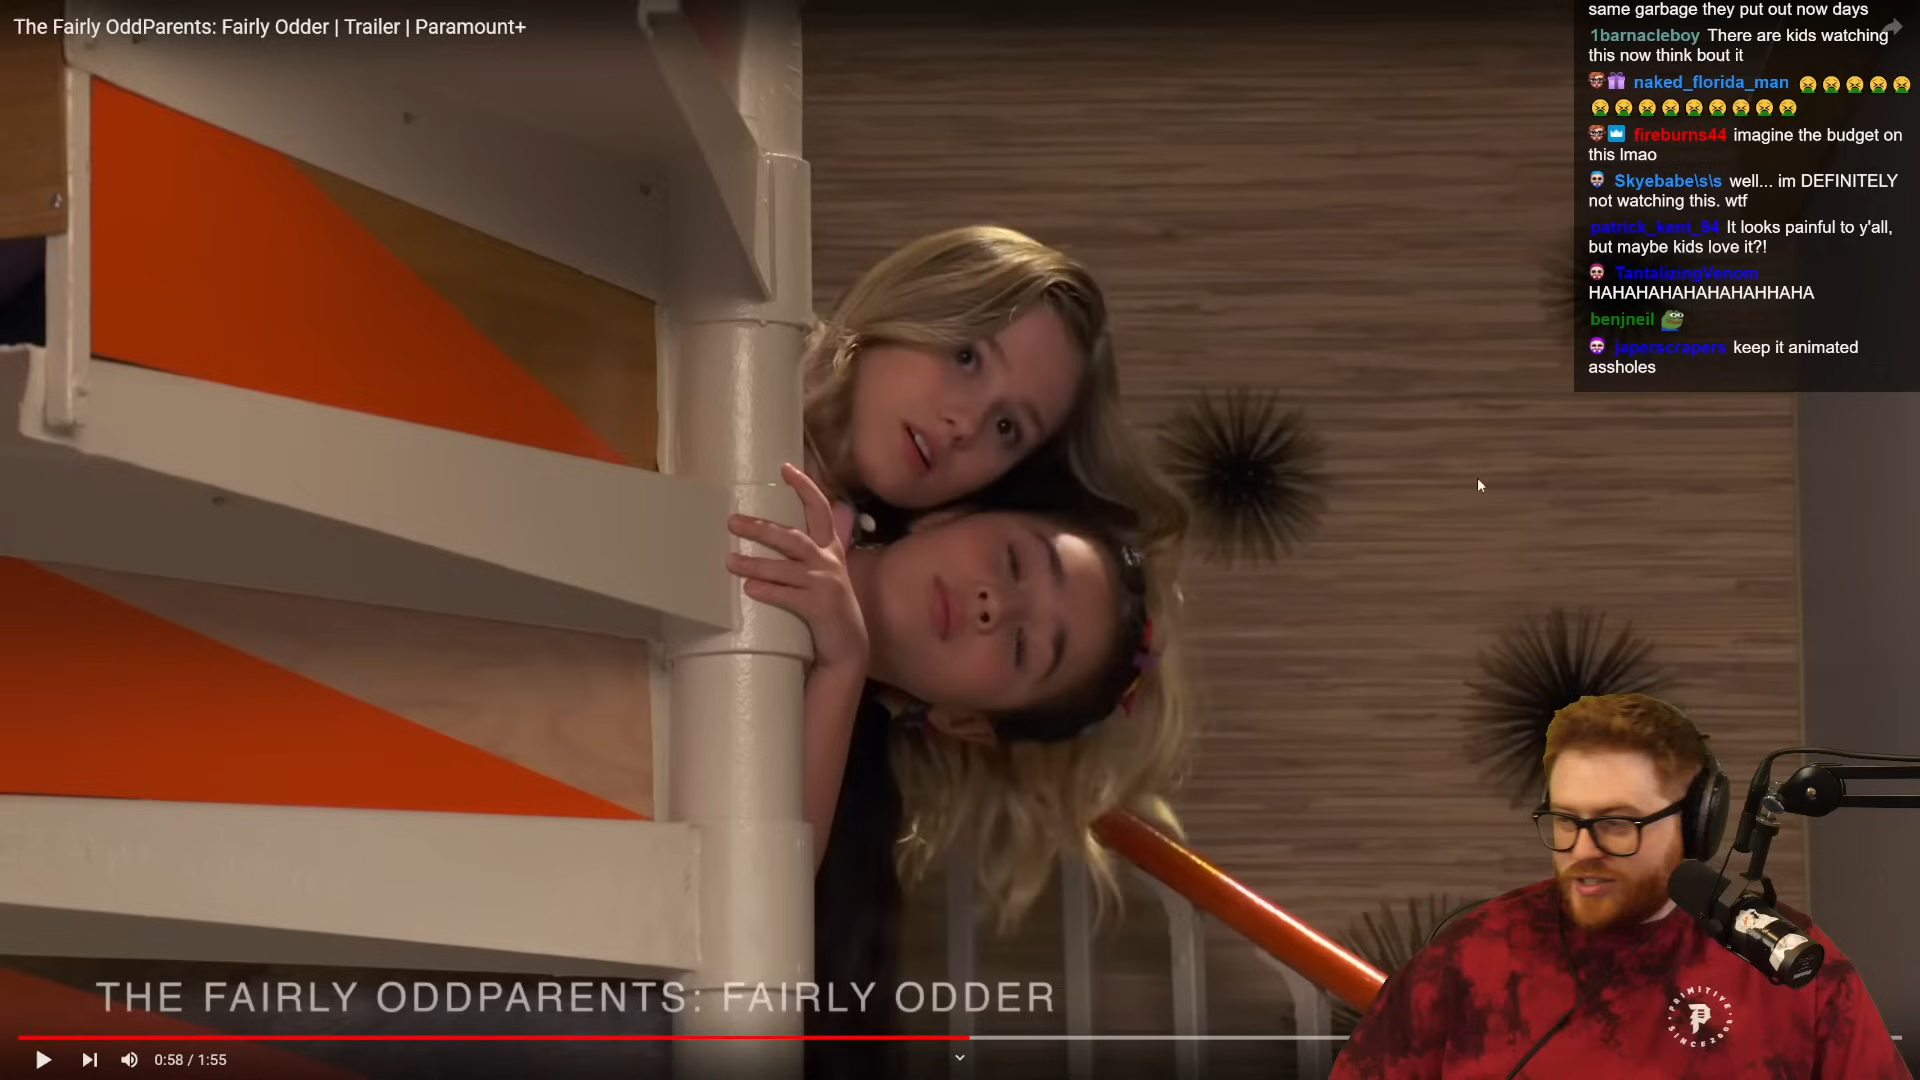 The Fairly OddParents: Fairly Odder | Trailer | Paramount+
same garbage they put out now days
1barnacleboy There are kids watching
this now think bout it
naked_florida_man
fireburns44 imagine the budget on
this lmao
Skyebabe\s\s well... im DEFINITELY
not watching this. wtf
patrick_kent_94 It looks painful to y'all,
but maybe kids love it?!
TantalizingVenom
HAHAHAHAHAHAHAHHAHA
benjneil
japerscrapers keep it animated
assholes
THE FAIRLY ODDPARENTS: FAIRLY ODDER
0:58 / 1:55
PRIMITIVE
P